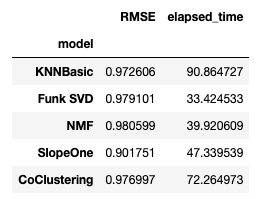 RMSE elapsed_time
model
KNNBasic 0.972606 90.864727
Funk SVD 0.979101 33.424533
NMF 0.980599 39.920609
SlopeOne 0.901751 47.339539
CoClustering 0.976997 72.264973